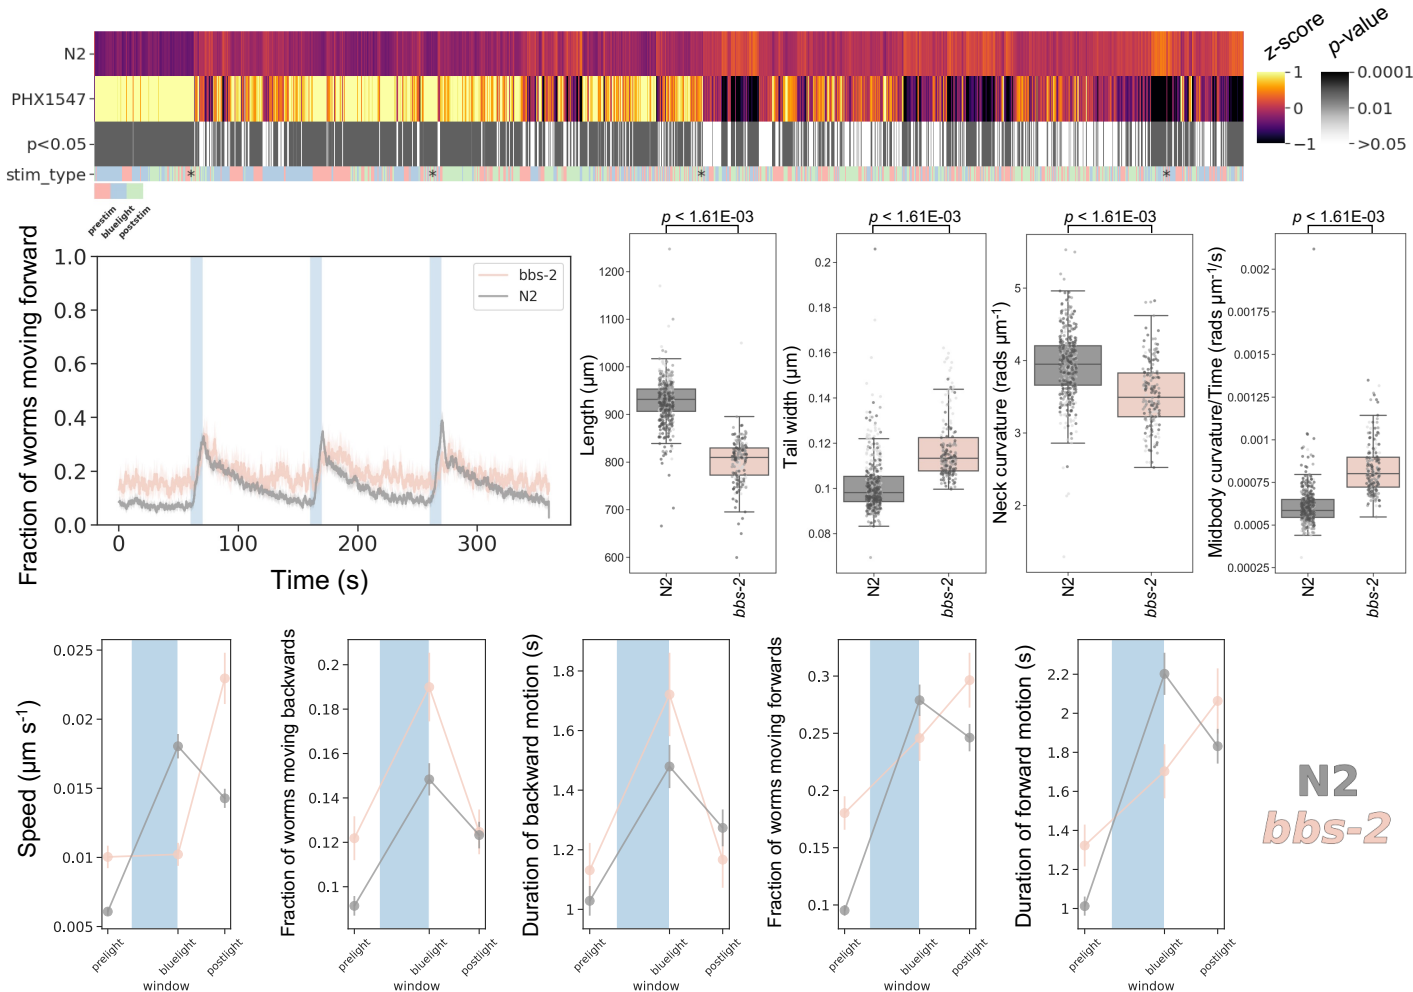 N2
PHX1547
p<0.05
stim_type
* * * *
prestim
bluelight
poststim
z-score
1
0
−1
p-value
0.0001
0.01
>0.05
Fraction of worms moving forward
1.0
0.8
0.6
0.4
0.2
0.0
0 100 200 300
Time (s)
bbs-2
N2
p < 1.61E-03
Length (μm)
1200
1100
1000
900
800
700
600
N2 bbs-2
p < 1.61E-03
Tail width (μm)
0.2
0.18
0.16
0.14
0.12
0.1
0.08
N2 bbs-2
p < 1.61E-03
Neck curvature (rads μm⁻¹)
5
4
3
2
N2 bbs-2
p < 1.61E-03
Midbody curvature/Time (rads μm⁻¹/s)
0.002
0.00175
0.0015
0.00125
0.001
0.00075
0.0005
0.00025
N2 bbs-2
Speed (μm s⁻¹)
0.025
0.02
0.015
0.01
0.005
prelight bluelight postlight
window
Fraction of worms moving backwards
0.2
0.18
0.16
0.14
0.12
0.1
prelight bluelight postlight
window
Duration of backward motion (s)
1.8
1.6
1.4
1.2
1
prelight bluelight postlight
window
Fraction of worms moving forwards
0.3
0.25
0.2
0.15
0.1
prelight bluelight postlight
window
Duration of forward motion (s)
2.2
2
1.8
1.6
1.4
1.2
1
prelight bluelight postlight
window
N2
bbs-2